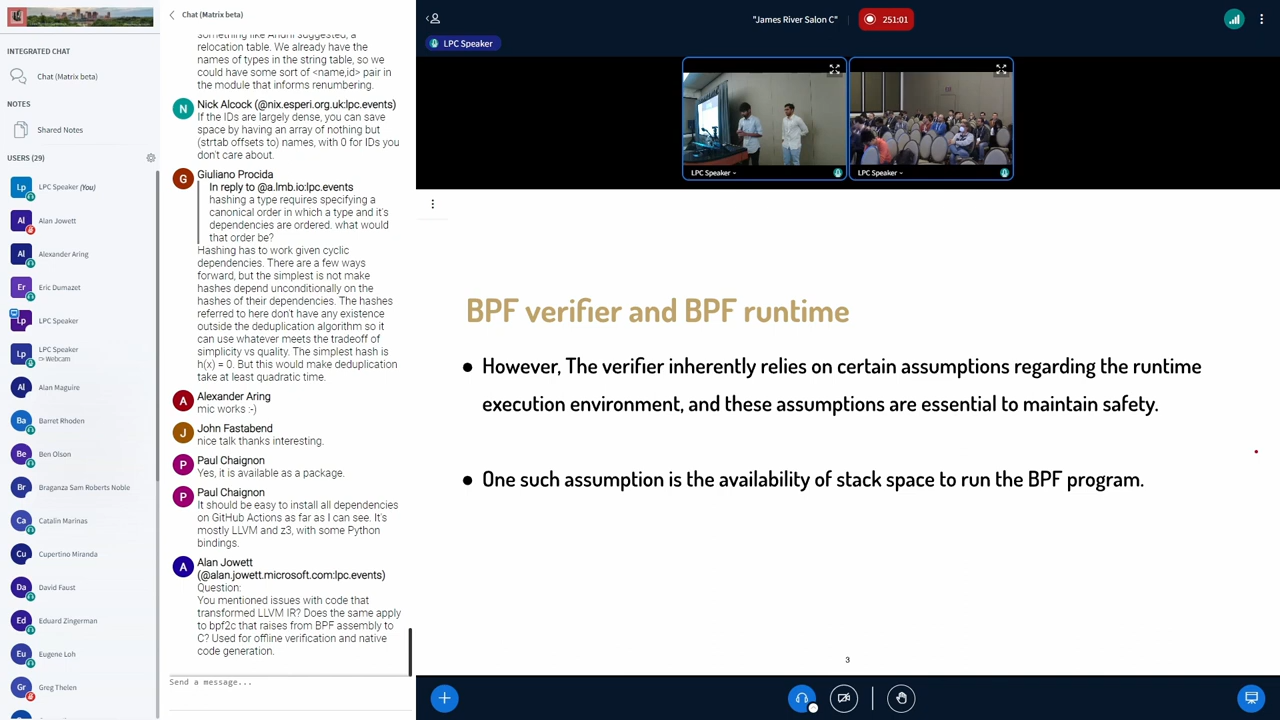 INTEGRATED CHAT
Chat (Matrix beta)
NOTES
Shared Notes
USERS (29)
Lp
LPC Speaker (You)
Al
Alan Jowett
Al
Alexander Aring
Er
Eric Dumazet
Lp
LPC Speaker
Lp
LPC Speaker
Webcam
Al
Alan Maguire
Ba
Barret Rhoden
Be
Ben Olson
Br
Braganza Sam Roberts Noble
Ca
Catalin Marinas
Cu
Cupertino Miranda
Da
David Faust
Ed
Eduard Zingerman
Eu
Eugene Loh
Gr
Greg Thelen
Chat (Matrix beta)
something like Andrii suggested, a
relocation table. We already have the
names of types in the string table, so we
could have some sort of <name,id> pair in
the module that informs renumbering.
N
Nick Alcock (@nix.esperi.org.uk:lpc.events)
If the IDs are largely dense, you can save
space by having an array of nothing but
(strtab offsets to) names, with 0 for IDs you
don't care about.
G
Giuliano Procida
In reply to @a.lmb.io:lpc.events
hashing a type requires specifying a
canonical order in which a type and it's
dependencies are ordered. what would
that order be?
Hashing has to work given cyclic
dependencies. There are a few ways
forward, but the simplest is not make
hashes depend unconditionally on the
hashes of their dependencies. The hashes
referred to here don't have any existence
outside the deduplication algorithm so it
can use whatever meets the tradeoff of
simplicity vs quality. The simplest hash is
h(x) = 0. But this would make deduplication
take at least quadratic time.
A
Alexander Aring
mic works :-)
J
John Fastabend
nice talk thanks interesting.
P
Paul Chaignon
Yes, it is available as a package.
P
Paul Chaignon
It should be easy to install all dependencies
on GitHub Actions as far as I can see. It's
mostly LLVM and z3, with some Python
bindings.
A
Alan Jowett
(@alan.jowett.microsoft.com:lpc.events)
Question:
You mentioned issues with code that
transformed LLVM IR? Does the same apply
to bpf2c that raises from BPF assembly to
C? Used for offline verification and native
code generation.
Send a message...
"James River Salon C"
251:01
LPC Speaker
LPC Speaker
LPC Speaker
BPF verifier and BPF runtime
● However, The verifier inherently relies on certain assumptions regarding the runtime
execution environment, and these assumptions are essential to maintain safety.
● One such assumption is the availability of stack space to run the BPF program.
3